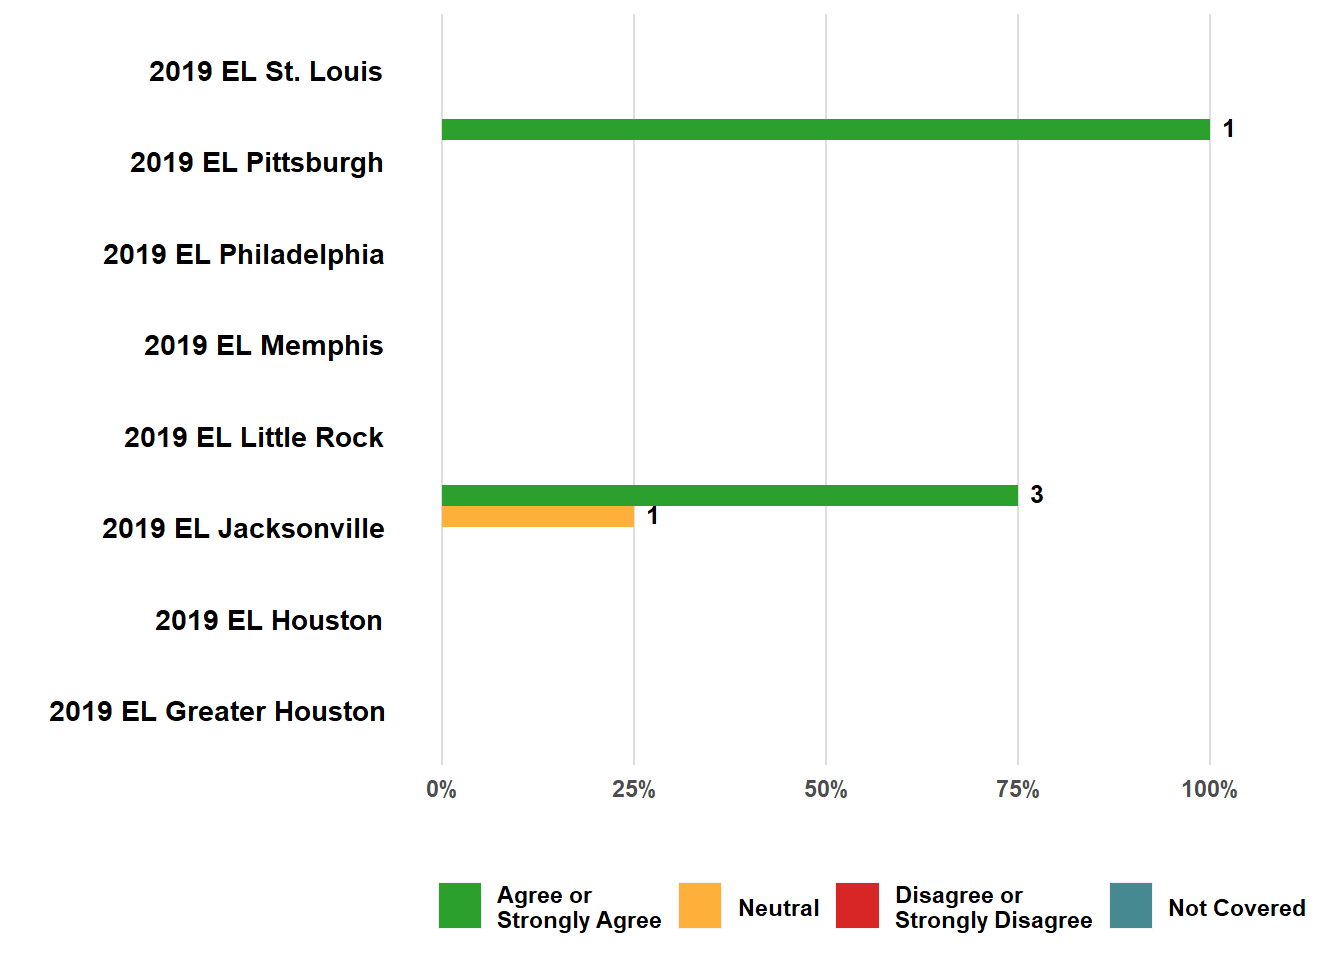 2019 EL St. Louis
1
2019 EL Pittsburgh
2019 EL Philadelphia
2019 EL Memphis
2019 EL Little Rock
3
1
2019 EL Jacksonville
2019 EL Houston
2019 EL Greater Houston
0% 25% 50% 75% 100%
Agree or
Strongly Agree
Neutral
Disagree or
Strongly Disagree
Not Covered